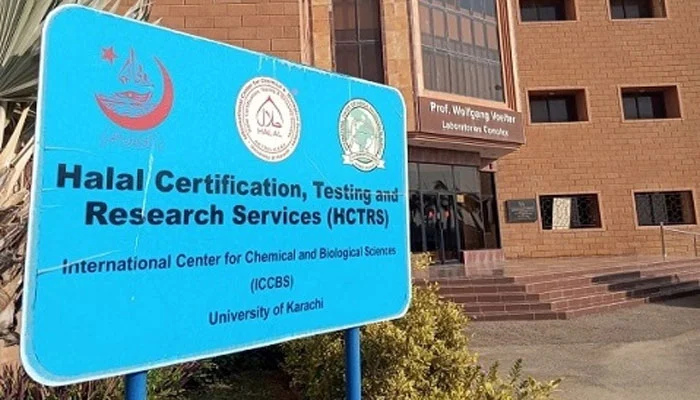 HALAL
Halal Certification, Testing and
Research Services (HCTRS)
International Center for Chemical and Biological Sciences
(ICCBS)
University of Karachi
Prof. Wolfgang Voelter
Laboratories Complex